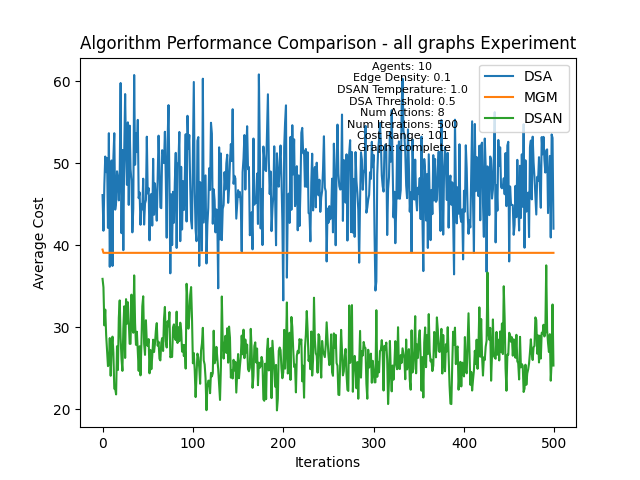 Algorithm Performance Comparison - all graphs Experiment
Agents: 10
Edge Density: 0.1
DSAN Temperature: 1.0
DSA Threshold: 0.5
Num Actions: 8
Num Iterations: 500
Cost Range: 101
Graph: complete
DSA
MGM
DSAN
Average Cost
60
50
40
30
20
0
100
200
300
400
500
Iterations